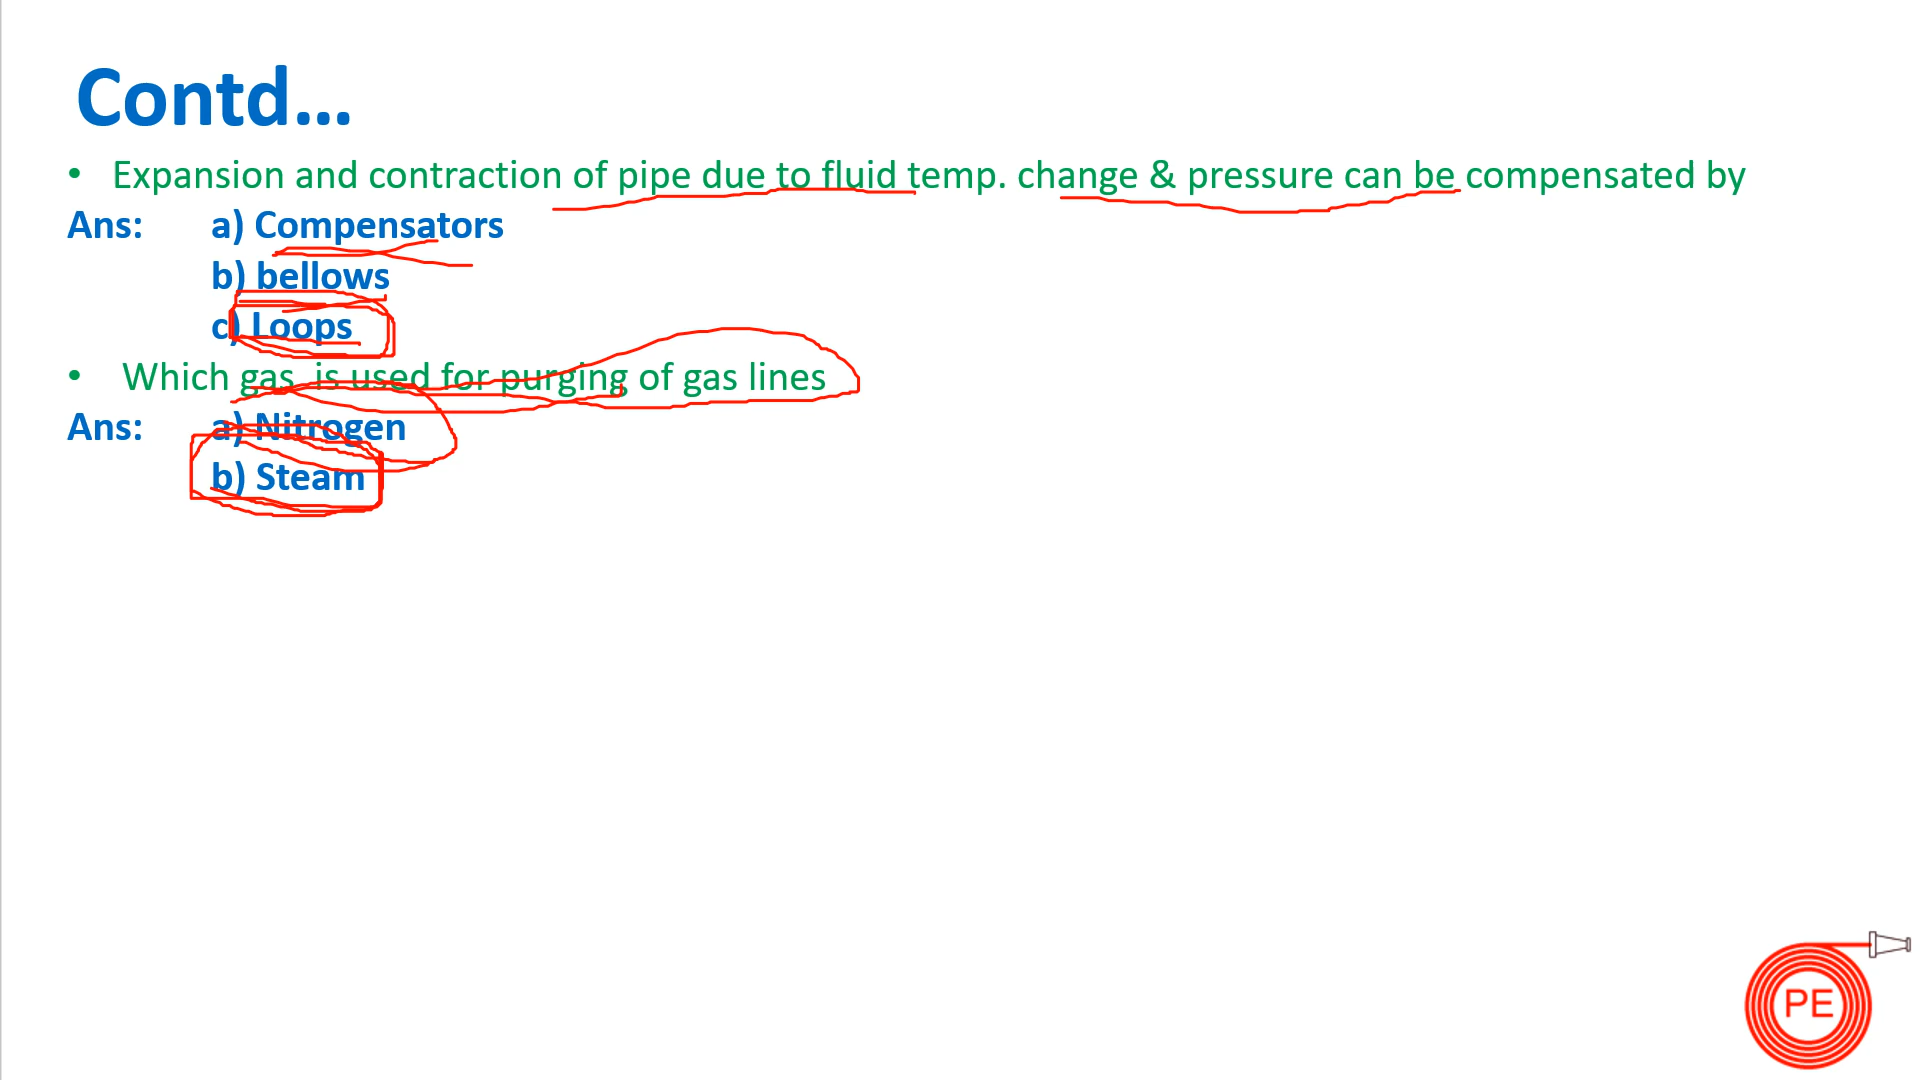 Contd...
• Expansion and contraction of pipe due to fluid temp. change & pressure can be compensated by
Ans: a) Compensators
b) bellows
c) Loops
• Which gas is used for purging of gas lines
Ans: a) Nitrogen
b) Steam
PE